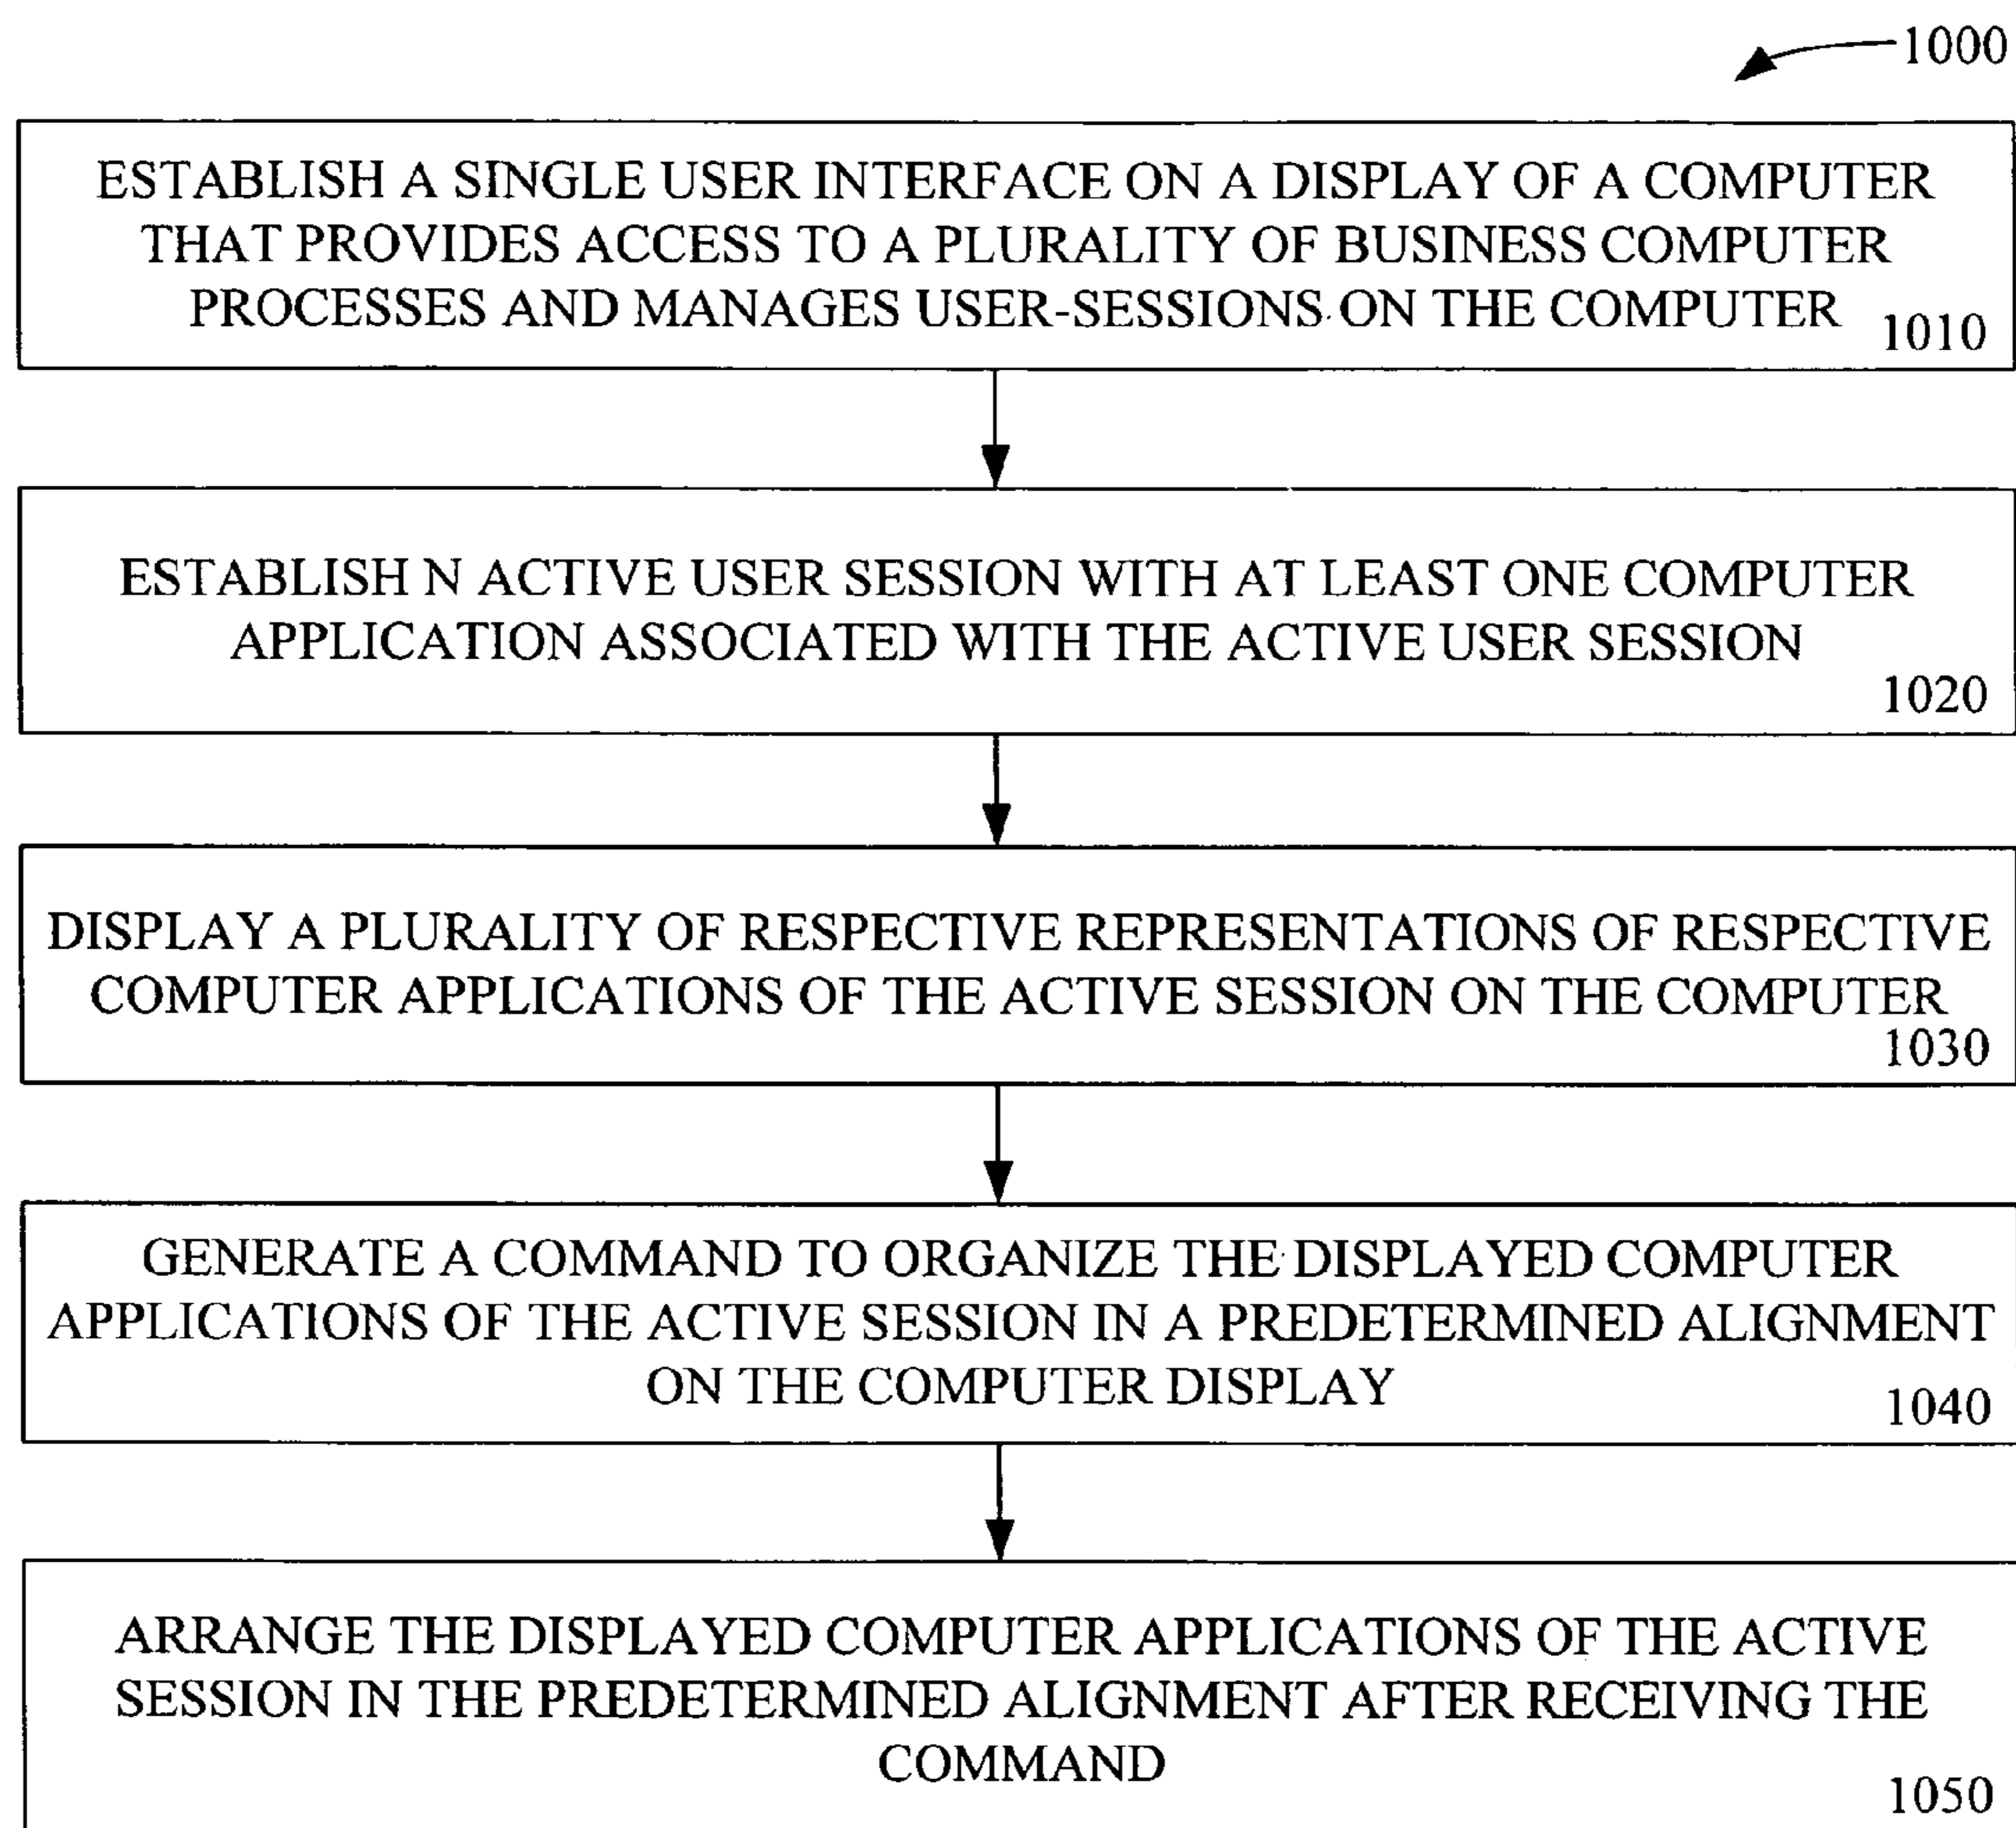 1000
ESTABLISH A SINGLE USER INTERFACE ON A DISPLAY OF A COMPUTER
THAT PROVIDES ACCESS TO A PLURALITY OF BUSINESS COMPUTER
PROCESSES AND MANAGES USER-SESSIONS ON THE COMPUTER
1010
ESTABLISH N ACTIVE USER SESSION WITH AT LEAST ONE COMPUTER
APPLICATION ASSOCIATED WITH THE ACTIVE USER SESSION
1020
DISPLAY A PLURALITY OF RESPECTIVE REPRESENTATIONS OF RESPECTIVE
COMPUTER APPLICATIONS OF THE ACTIVE SESSION ON THE COMPUTER
1030
GENERATE A COMMAND TO ORGANIZE THE DISPLAYED COMPUTER
APPLICATIONS OF THE ACTIVE SESSION IN A PREDETERMINED ALIGNMENT
ON THE COMPUTER DISPLAY
1040
ARRANGE THE DISPLAYED COMPUTER APPLICATIONS OF THE ACTIVE
SESSION IN THE PREDETERMINED ALIGNMENT AFTER RECEIVING THE
COMMAND
1050